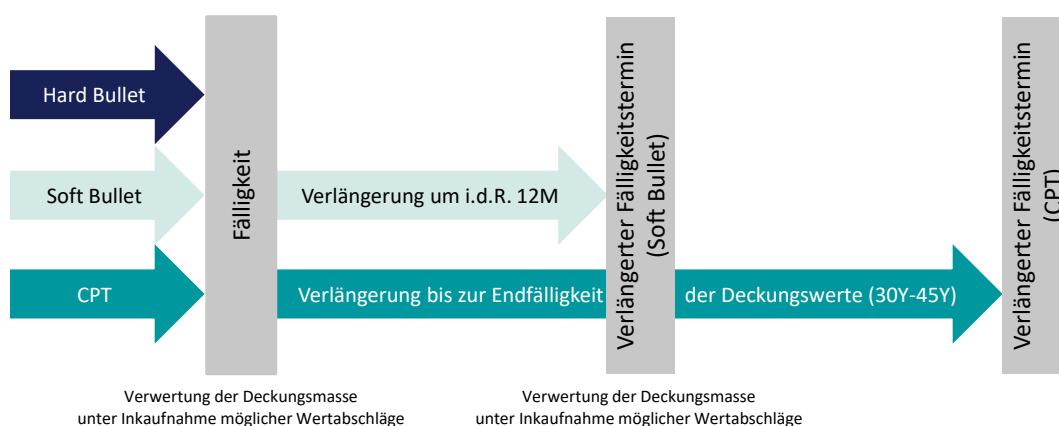 Hard Bullet
Soft Bullet
CPT
Fälligkeit
Verlängerung um i.d.R. 12M
Verlängerung bis zur Endfälligkeit
Verlängerter Fälligkeitstermin
(Soft Bullet)
der Deckungswerte (30Y-45Y)
Verlängerter Fälligkeitstermin
(CPT)
Verwertung der Deckungsmasse
unter Inkaufnahme möglicher Wertabschläge
Verwertung der Deckungsmasse
unter Inkaufnahme möglicher Wertabschläge